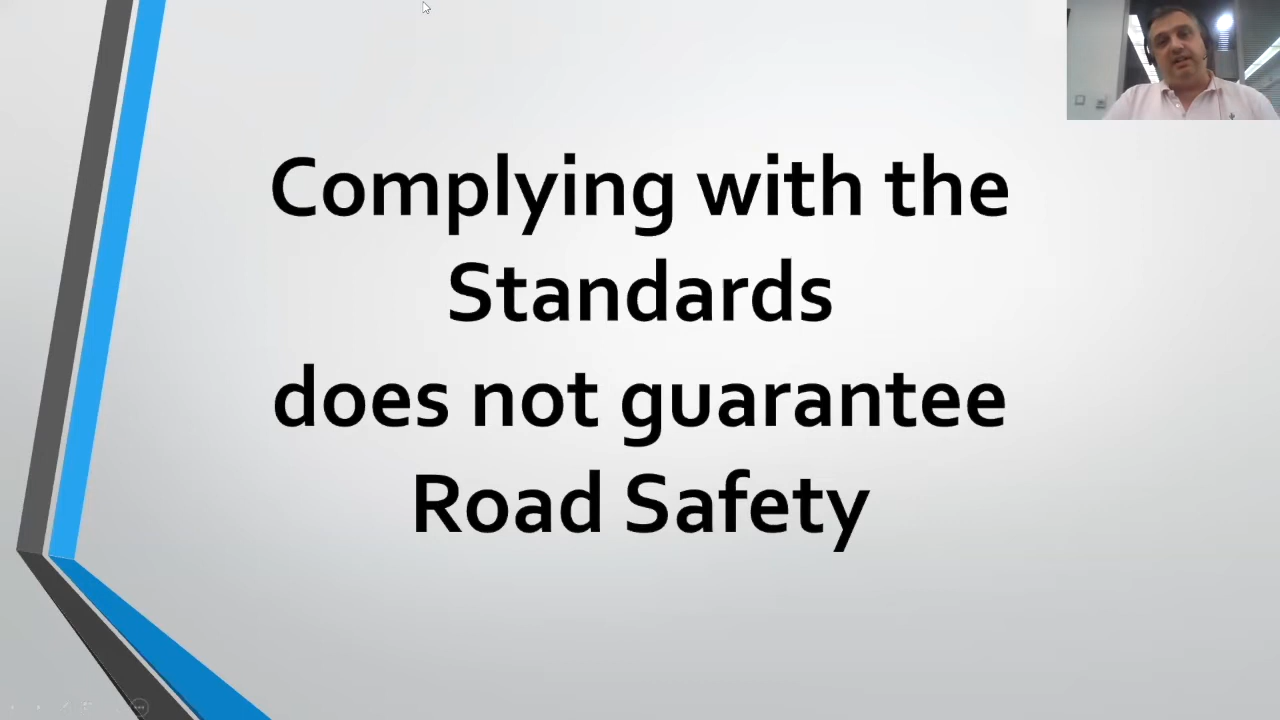 Complying with the
Standards
does not guarantee
Road Safety